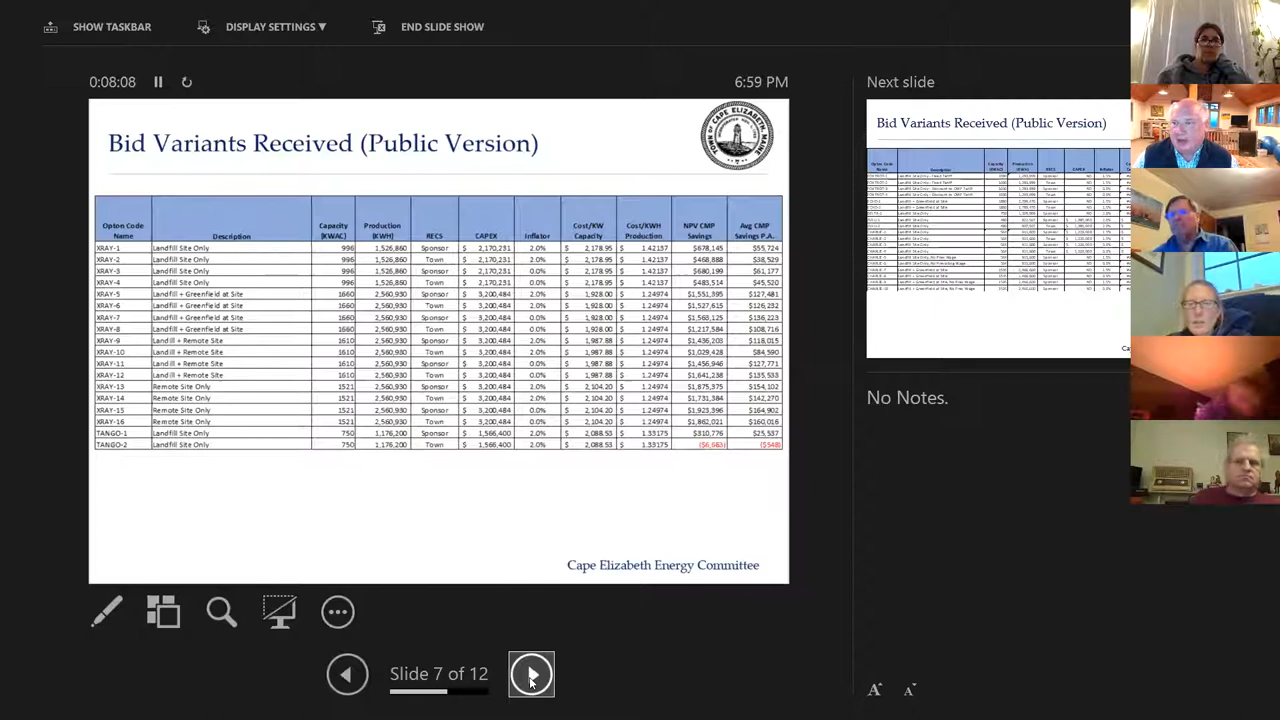 SHOW TASKBAR DISPLAY SETTINGS ▼ END SLIDE SHOW
0:08:08 6:59 PM
Bid Variants Received (Public Version)
TOWN OF CAPE ELIZABETH, MAINE
Opton Code Name Description Capacity (KWAC) Production (KWH) RECS CAPEX Inflator Cost/KW Capacity Cost/KWH Production NPV CMP Savings Avg CMP Savings P.A.
XRAY-1 Landfill Site Only 996 1,526,860 Sponsor $ 2,170,231 2.0% $ 2,178.95 $ 1.42137 $678,145 $55,724
XRAY-2 Landfill Site Only 996 1,526,860 Town $ 2,170,231 2.0% $ 2,178.95 $ 1.42137 $468,888 $38,529
XRAY-3 Landfill Site Only 996 1,526,860 Sponsor $ 2,170,231 0.0% $ 2,178.95 $ 1.42137 $680,199 $61,177
XRAY-4 Landfill Site Only 996 1,526,860 Town $ 2,170,231 0.0% $ 2,178.95 $ 1.42137 $483,514 $45,520
XRAY-5 Landfill + Greenfield at Site 1660 2,560,930 Sponsor $ 3,200,484 2.0% $ 1,928.00 $ 1.24974 $1,551,395 $127,481
XRAY-6 Landfill + Greenfield at Site 1660 2,560,930 Town $ 3,200,484 2.0% $ 1,928.00 $ 1.24974 $1,527,615 $126,232
XRAY-7 Landfill + Greenfield at Site 1660 2,560,930 Sponsor $ 3,200,484 0.0% $ 1,928.00 $ 1.24974 $1,563,125 $136,223
XRAY-8 Landfill + Greenfield at Site 1660 2,560,930 Town $ 3,200,484 0.0% $ 1,928.00 $ 1.24974 $1,217,584 $108,716
XRAY-9 Landill + Remote Site 1610 2,560,930 Sponsor $ 3,200,484 2.0% $ 1,987.88 $ 1.24974 $1,436,203 $118,015
XRAY-10 Landill + Remote Site 1610 2,560,930 Town $ 3,200,484 2.0% $ 1,987.88 $ 1.24974 $1,029,428 $84,590
XRAY-11 Landill + Remote Site 1610 2,560,930 Sponsor $ 3,200,484 0.0% $ 1,987.88 $ 1.24974 $1,456,946 $127,771
XRAY-12 Landill + Remote Site 1610 2,560,930 Town $ 3,200,484 0.0% $ 1,987.88 $ 1.24974 $1,641,238 $135,533
XRAY-13 Remote Site Only 1521 2,560,930 Sponsor $ 3,200,484 2.0% $ 2,104.20 $ 1.24974 $1,875,375 $154,102
XRAY-14 Remote Site Only 1521 2,560,930 Town $ 3,200,484 2.0% $ 2,104.20 $ 1.24974 $1,731,384 $142,270
XRAY-15 Remote Site Only 1521 2,560,930 Sponsor $ 3,200,484 0.0% $ 2,104.20 $ 1.24974 $1,923,396 $164,902
XRAY-16 Remote Site Only 1521 2,560,930 Town $ 3,200,484 0.0% $ 2,104.20 $ 1.24974 $1,862,021 $160,016
TANGO-1 Landfill Site Only 750 1,176,200 Sponsor $ 1,566,400 2.0% $ 2,088.53 $ 1.33175 $310,776 $25,537
TANGO-2 Landfill Site Only 750 1,176,200 Town $ 1,566,400 2.0% $ 2,088.53 $ 1.33175 ($6,663) ($548)
Cape Elizabeth Energy Committee
Slide 7 of 12
Next slide
Bid Variants Received (Public Version)
No Notes.
A A